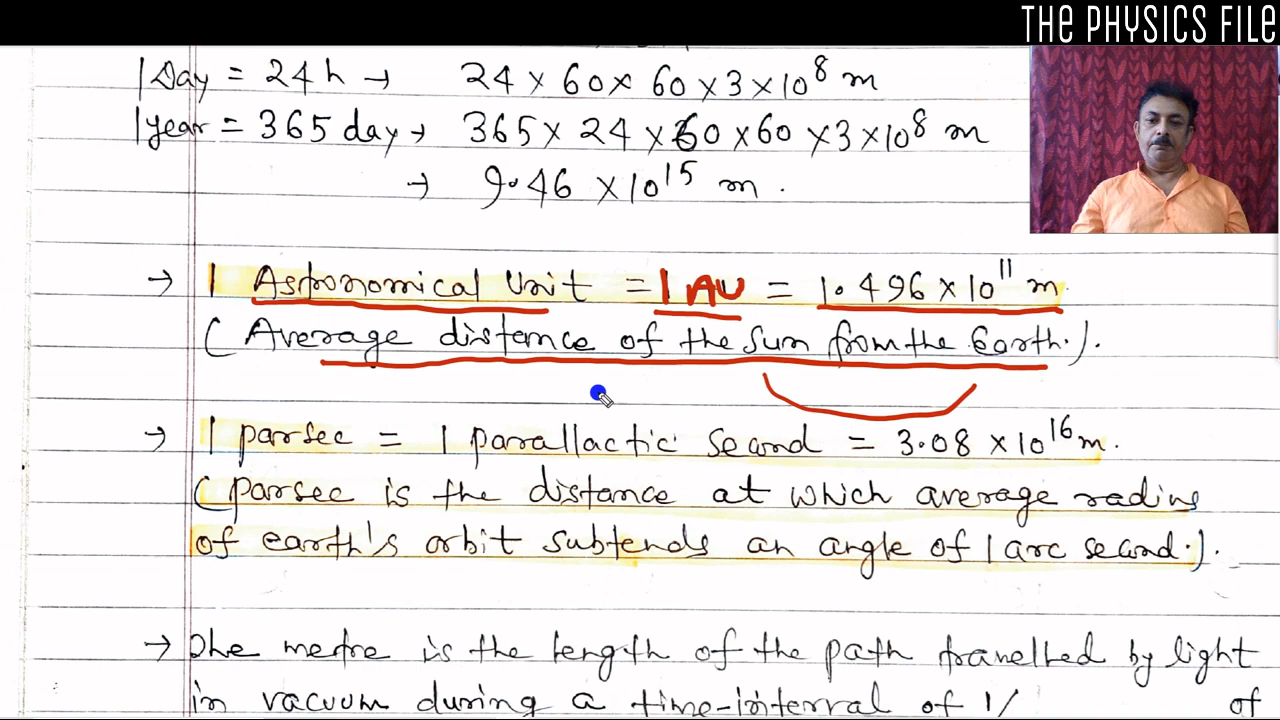 THE PHYSICS FILE
1 Day = 24 h → 24 × 60 × 60 × 3 × 10⁸ m
1 year = 365 day → 365 × 24 × 60 × 60 × 3 × 10⁸ m
→ 9.46 × 10¹⁵ m.
→ 1 Astronomical Unit = 1 AU = 1.496 × 10¹¹ m.
(Average distance of the Sun from the Earth.).
→ 1 parsec = 1 parallactic second = 3.08 × 10¹⁶ m.
(parsec is the distance at which average radius
of earth's orbit subtends an angle of 1 arc second.).
→ The metre is the length of the path travelled by light
in vacuum during a time-interval of 1/ of